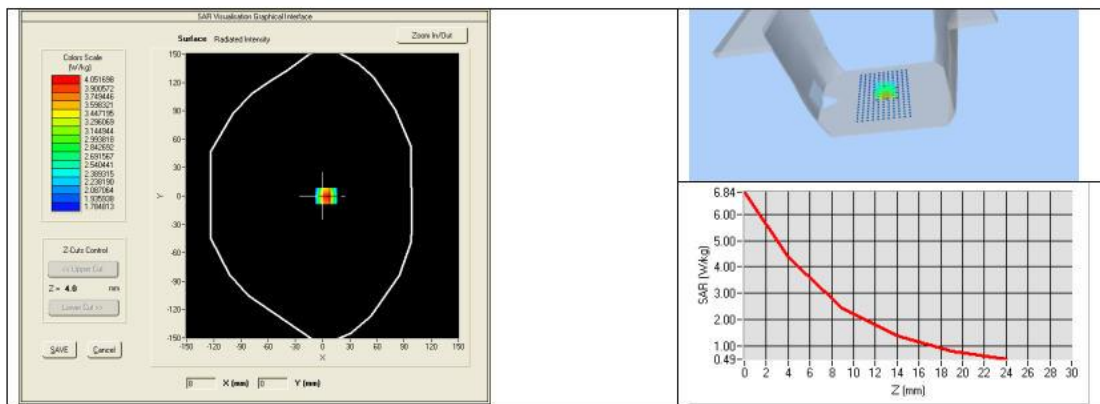 SAR Visualisation Graphical Interface
Surface Radiated Intensity
Zoom In/Out
Colors Scale
(W/kg)
4.051698
3.900572
3.749446
3.598321
3.447195
3.296069
3.144944
2.993818
2.842692
2.691567
2.540441
2.389315
2.238190
2.087064
1.935938
1.784813
150
120
90
60
30
0
-30
-60
-90
-120
-150
Y
-150 -120 -90 -60 -30 0 30 60 90 120 150
X
Z-Cuts Control
<< Upper Cut
Z = 4.0 mm
Lower Cut >>
SAVE Cancel
0 X (mm) 0 Y (mm)
6.84
6.00
5.00
4.00
3.00
2.00
1.00
0.49
SAR (W/kg)
0 2 4 6 8 10 12 14 16 18 20 22 24 26 28 30
Z (mm)